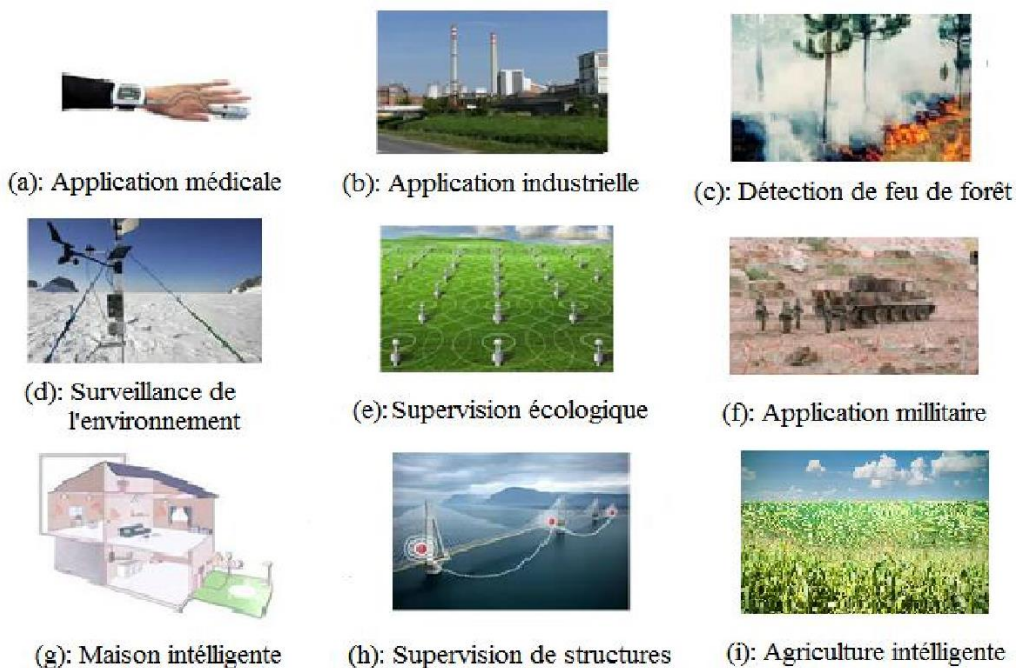 (a): Application médicale
(b): Application industrielle
(c): Détection de feu de forêt
(d): Surveillance de
l'environnement
(e): Supervision écologique
(f): Application millitaire
(g): Maison intélligente
(h): Supervision de structures
(i): Agriculture intélligente